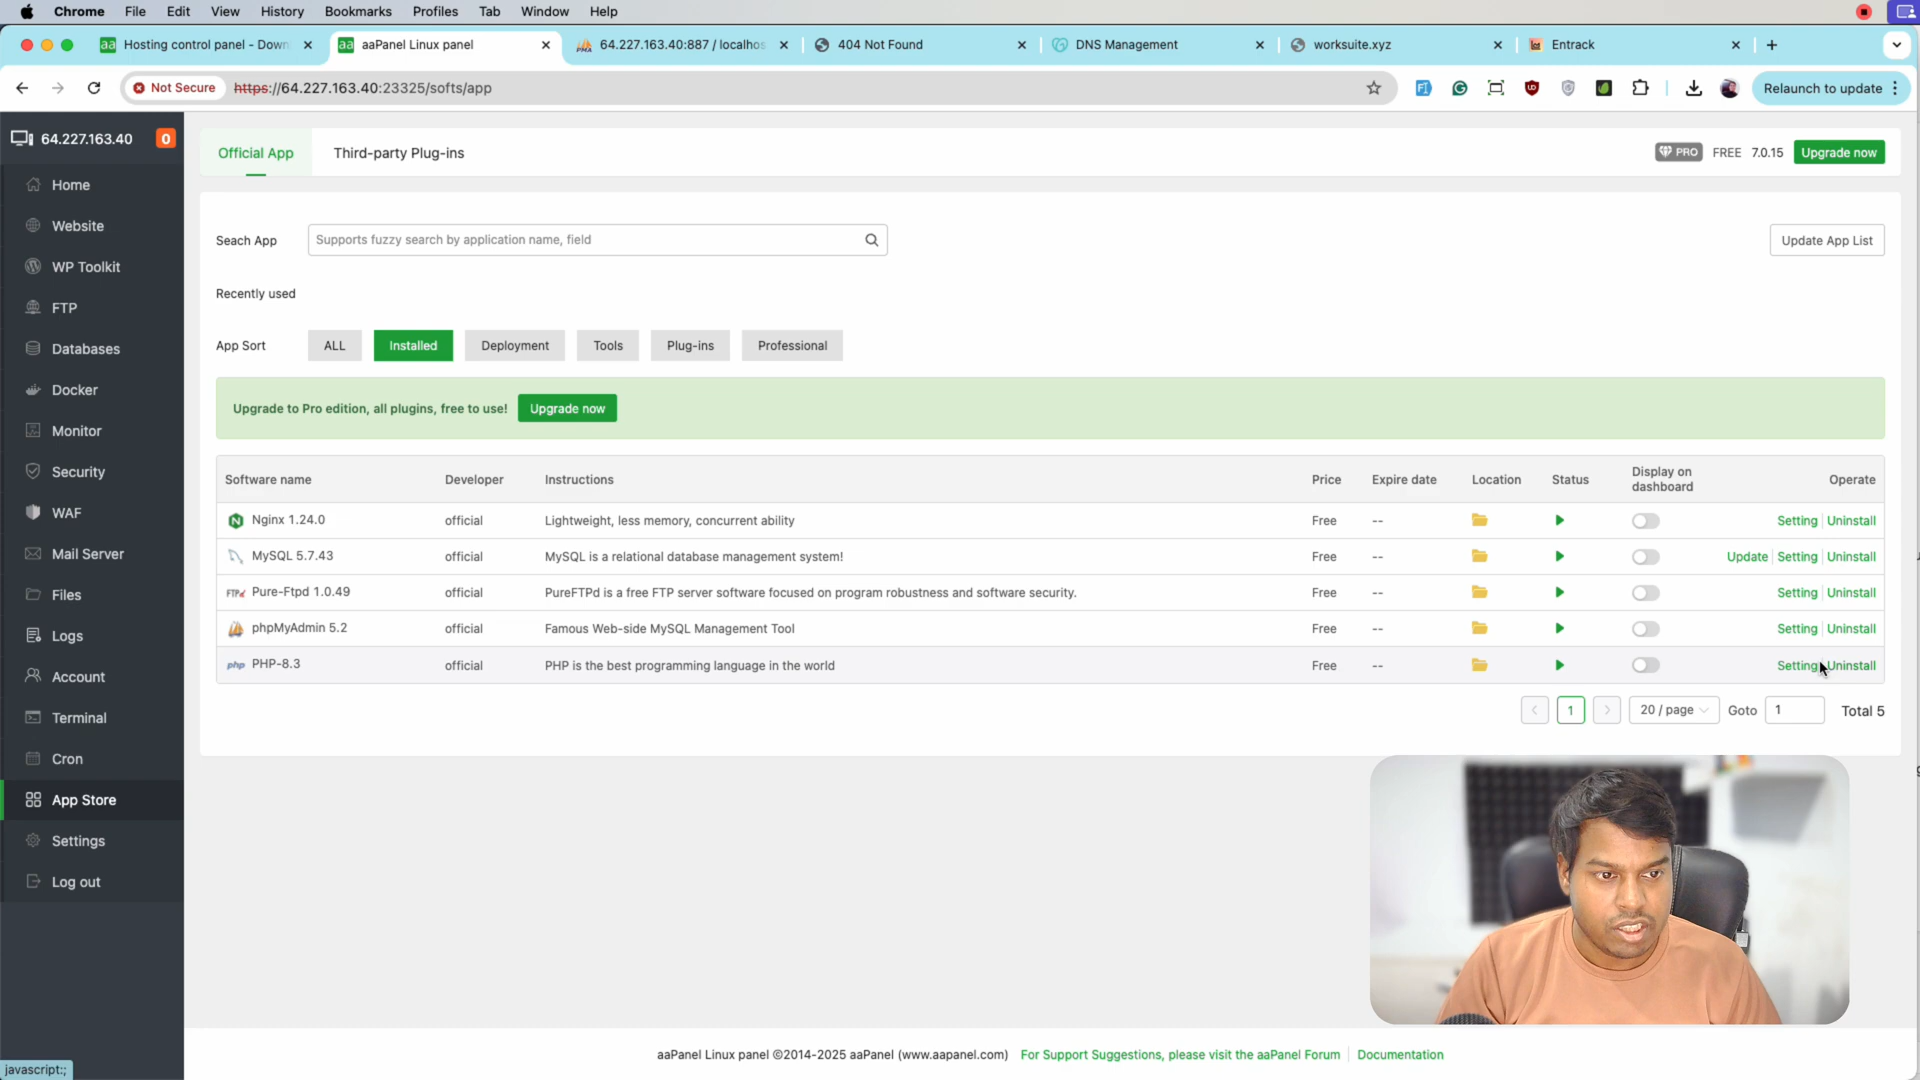 Chrome File Edit View History Bookmarks Profiles Tab Window Help
aa Hosting control panel - Down
aa aaPanel Linux panel
PMA 64.227.163.40:887 / localhos
404 Not Found
DNS Management
worksuite.xyz
Entrack
Not Secure https://64.227.163.40:23325/softs/app
Relaunch to update
64.227.163.40 0
Home
Website
WP Toolkit
FTP
Databases
Docker
Monitor
Security
WAF
Mail Server
Files
Logs
Account
Terminal
Cron
App Store
Settings
Log out
javascript:;
Official App Third-party Plug-ins
PRO FREE 7.0.15 Upgrade now
Seach App Supports fuzzy search by application name, field Update App List
Recently used
App Sort ALL Installed Deployment Tools Plug-ins Professional
Upgrade to Pro edition, all plugins, free to use! Upgrade now
Software name Developer Instructions Price Expire date Location Status Display on dashboard Operate
N Nginx 1.24.0 official Lightweight, less memory, concurrent ability Free -- Setting | Uninstall
MySQL 5.7.43 official MySQL is a relational database management system! Free -- Update | Setting | Uninstall
FTP Pure-Ftpd 1.0.49 official PureFTPd is a free FTP server software focused on program robustness and software security. Free -- Setting | Uninstall
phpMyAdmin 5.2 official Famous Web-side MySQL Management Tool Free -- Setting | Uninstall
php PHP-8.3 official PHP is the best programming language in the world Free -- Setting Uninstall
1 20 / page Goto 1 Total 5
aaPanel Linux panel ©2014-2025 aaPanel (www.aapanel.com) For Support Suggestions, please visit the aaPanel Forum | Documentation